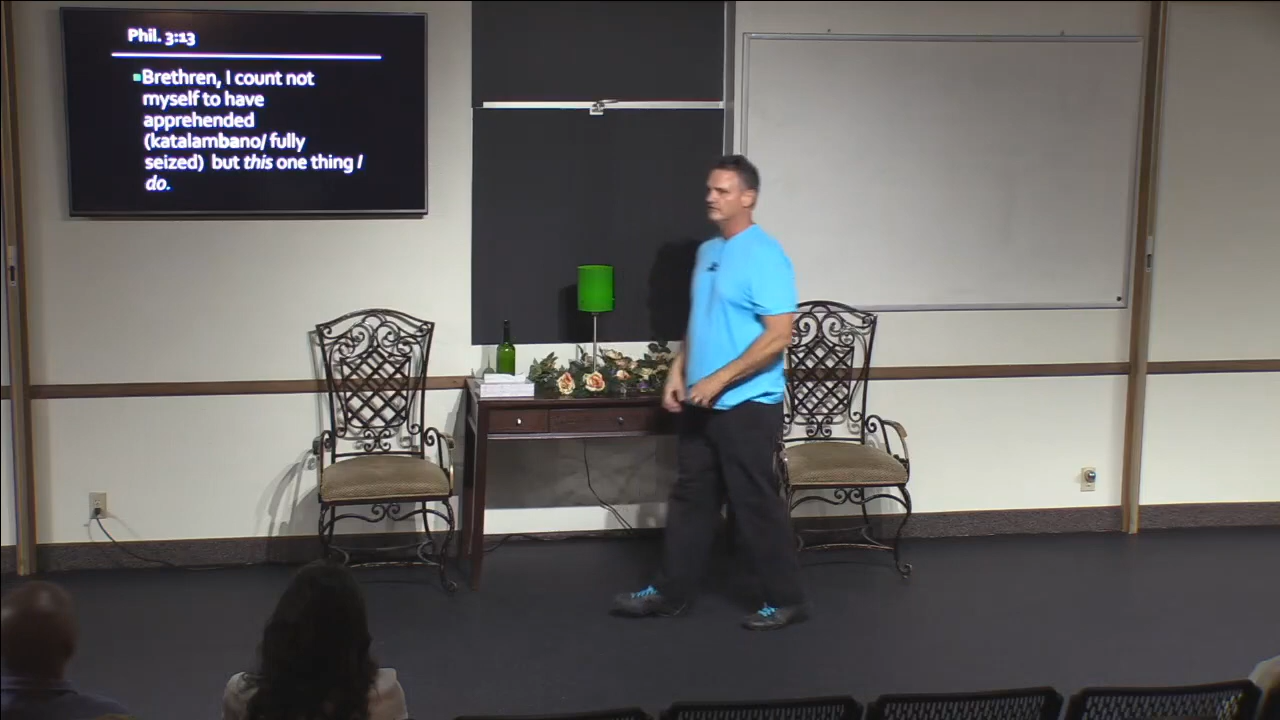 Phil. 3:13
Brethren, I count not
myself to have
apprehended
(katalambano/ fully
seized) but this one thing I
do.